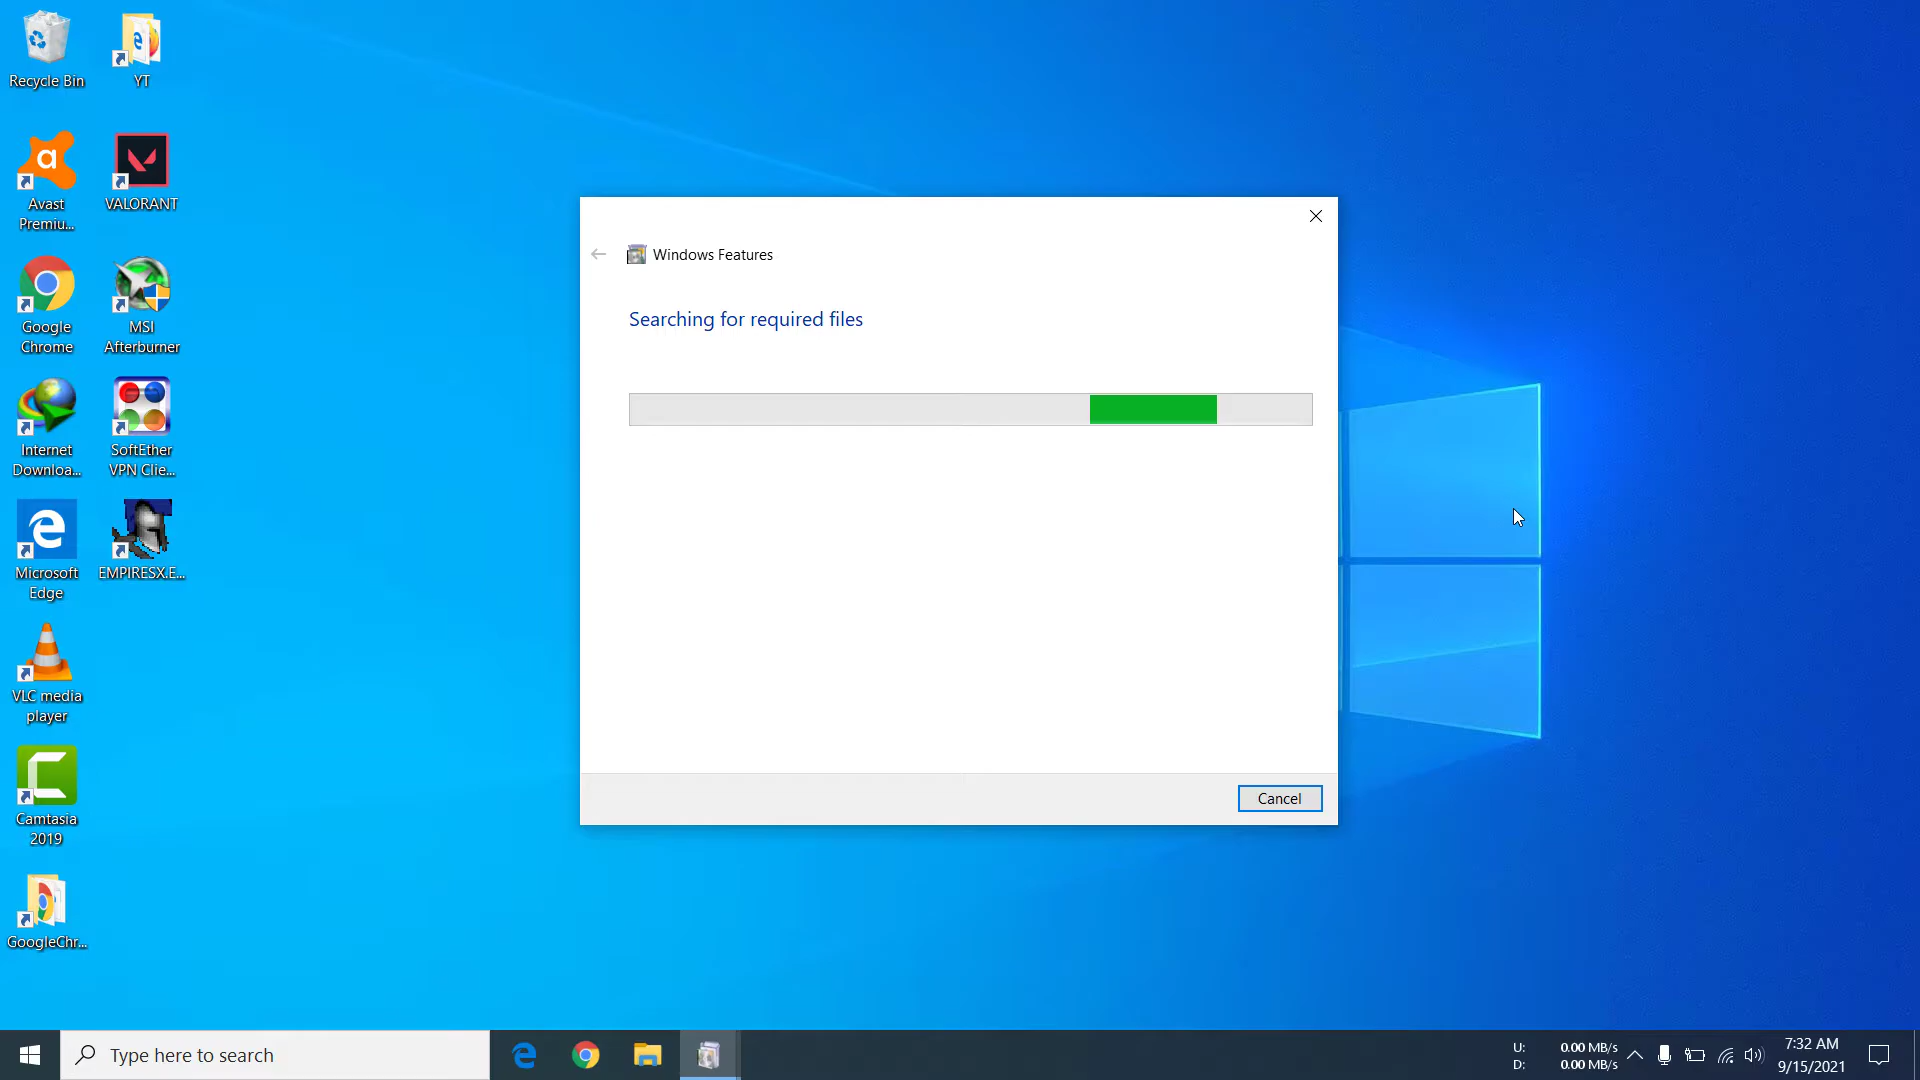 Recycle Bin
YT
Avast
Premiu...
VALORANT
Google
Chrome
MSI
Afterburner
Internet
Downloa...
SoftEther
VPN Clie...
Microsoft
Edge
EMPIRESX.E...
VLC media
player
Camtasia
2019
GoogleChr...
Windows Features
Searching for required files
Cancel
Type here to search
U: 0.00 MB/s
D: 0.00 MB/s
7:32 AM
9/15/2021